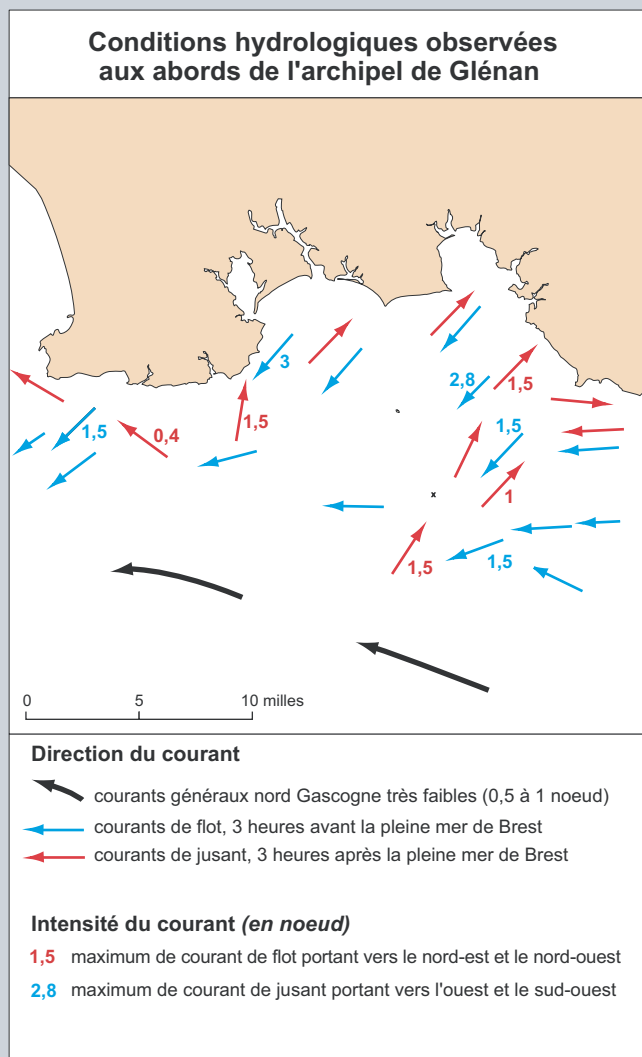 Conditions hydrologiques observées
aux abords de l'archipel de Glénan
3
2,8
1,5
1,5
1,5
0,4
1,5
1
1,5
1,5
x
0 5 10 milles
Direction du courant
courants généraux nord Gascogne très faibles (0,5 à 1 noeud)
courants de flot, 3 heures avant la pleine mer de Brest
courants de jusant, 3 heures après la pleine mer de Brest
Intensité du courant (en noeud)
1,5 maximum de courant de flot portant vers le nord-est et le nord-ouest
2,8 maximum de courant de jusant portant vers l'ouest et le sud-ouest